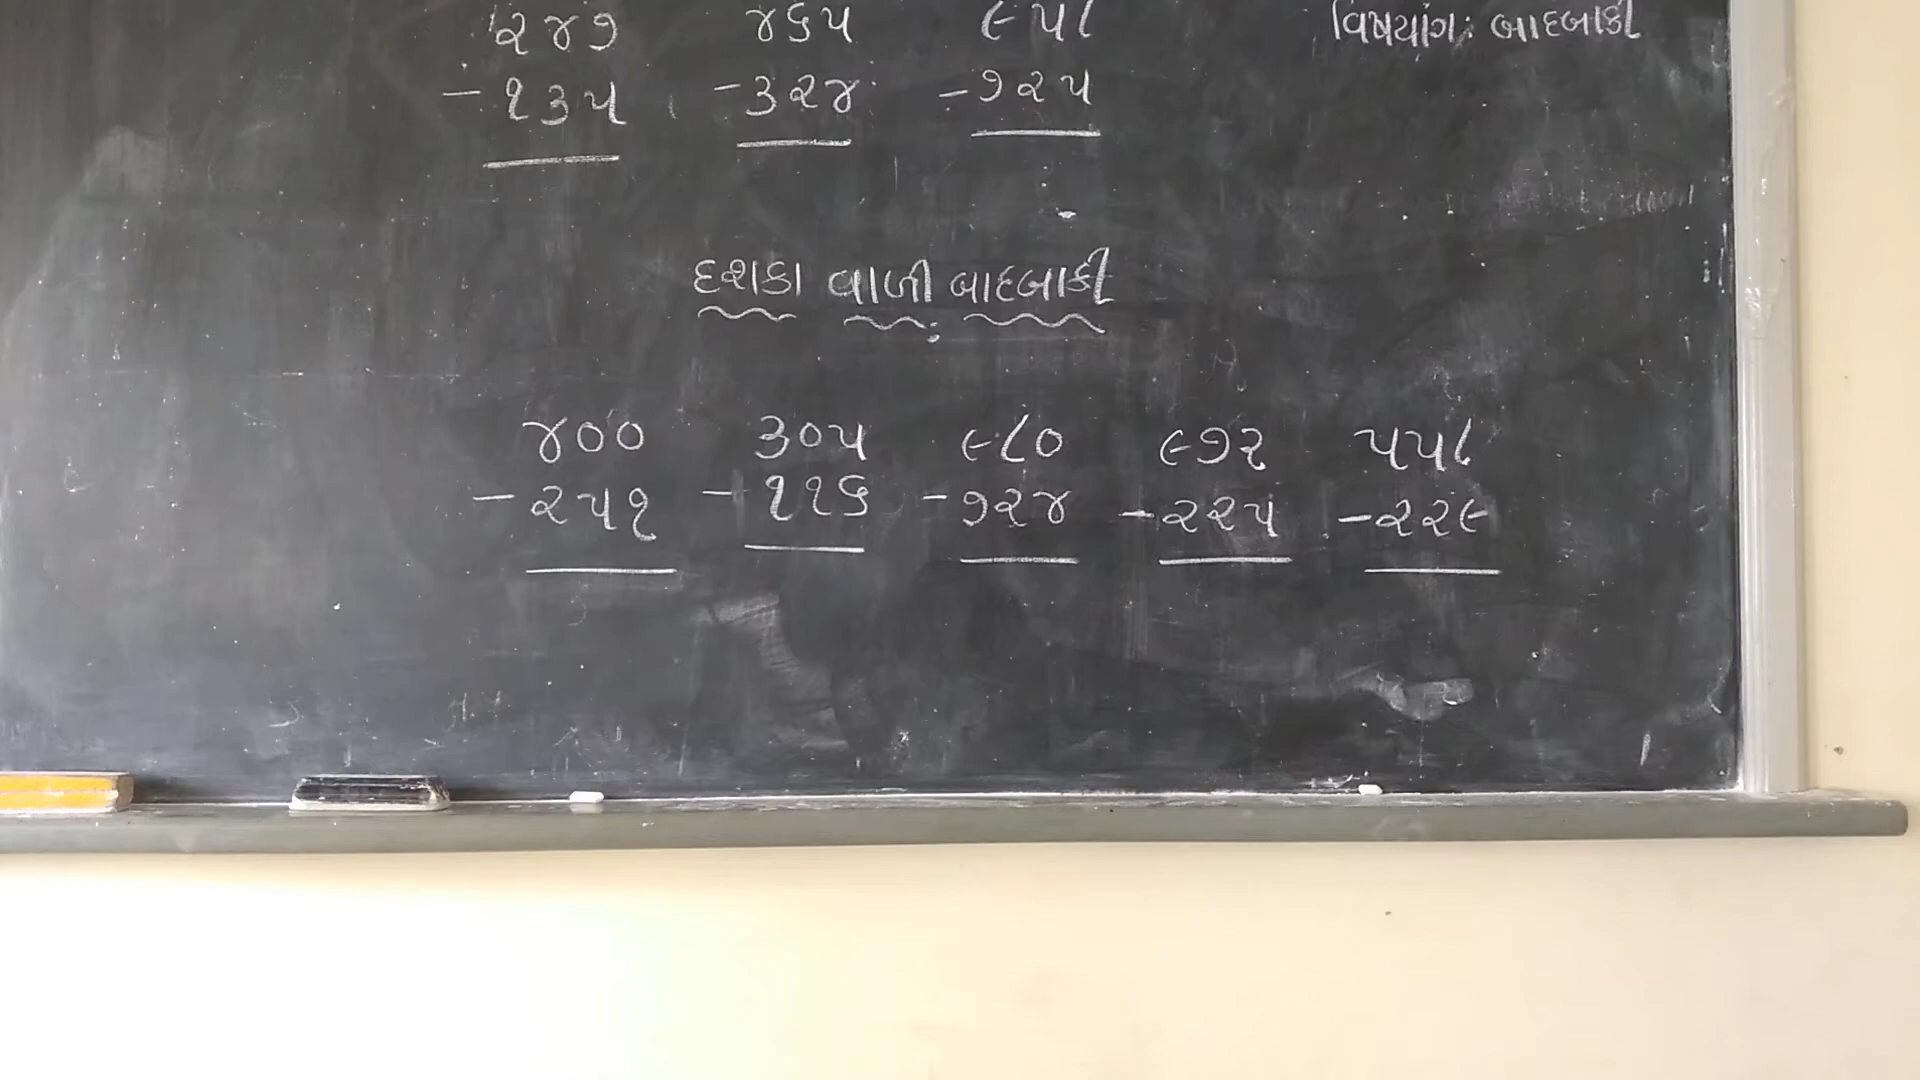 ૨૪૭ ૪૬૫ ૯૫૮ વિષયાંગ: બાદબાકી
-૧૩૫ -૩૨૪ -૭૨૫
દશકા વાળી બાદબાકી
૪૦૦ ૩૦૫ ૯૮૦ ૯૭૨ ૫૫૮
-૨૫૧ -૧૧૬ -૭૨૪ -૨૨૫ -૨૨૯